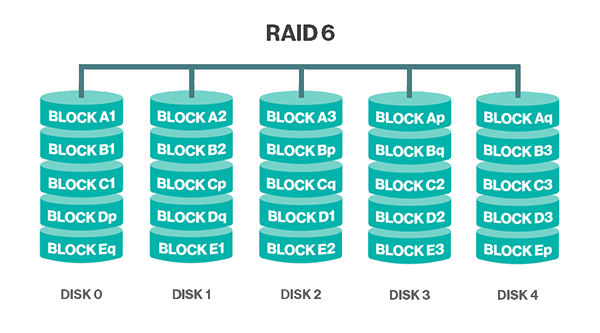 RAID 6
BLOCK A1 BLOCK A2 BLOCK A3 BLOCK Ap BLOCK Aq
BLOCK B1 BLOCK B2 BLOCK Bp BLOCK Bq BLOCK B3
BLOCK C1 BLOCK Cp BLOCK Cq BLOCK C2 BLOCK C3
BLOCK Dp BLOCK Dq BLOCK D1 BLOCK D2 BLOCK D3
BLOCK Eq BLOCK E1 BLOCK E2 BLOCK E3 BLOCK Ep
DISK 0 DISK 1 DISK 2 DISK 3 DISK 4